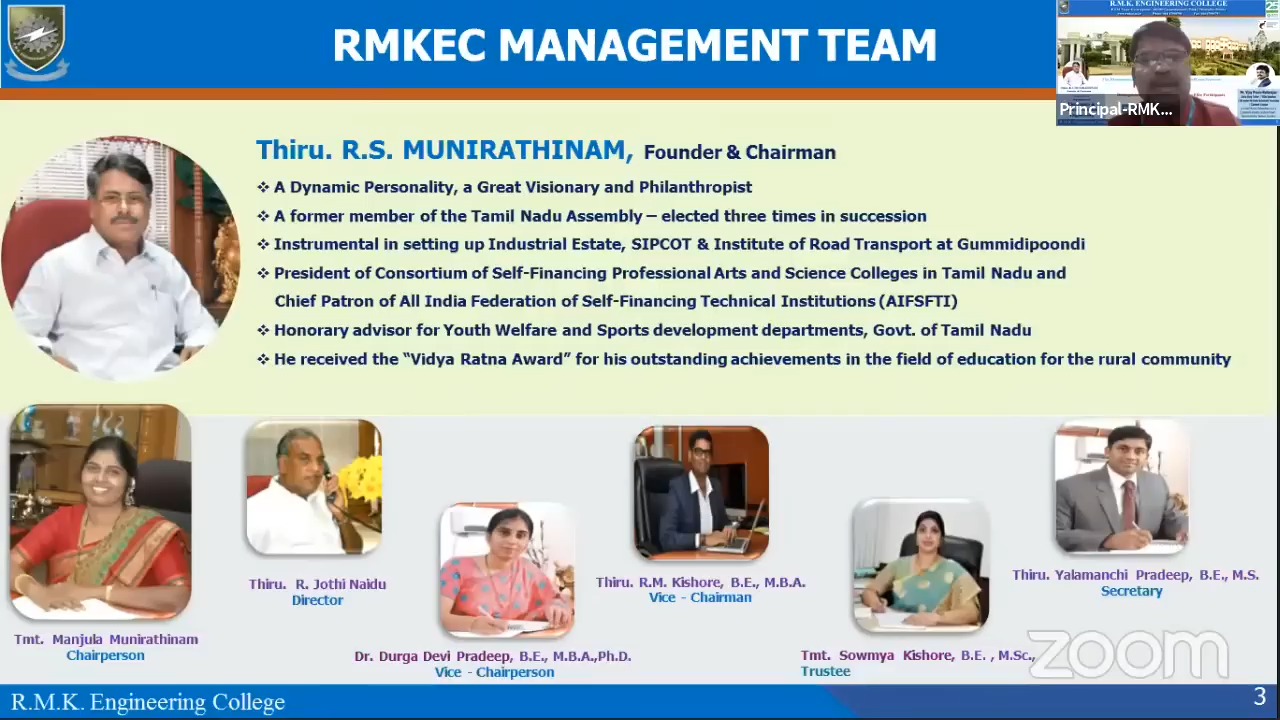 RMKEC MANAGEMENT TEAM
R.M.K. ENGINEERING COLLEGE
Principal-RMK...
Thiru. R.S. MUNIRATHINAM, Founder & Chairman
❖ A Dynamic Personality, a Great Visionary and Philanthropist
❖ A former member of the Tamil Nadu Assembly – elected three times in succession
❖ Instrumental in setting up Industrial Estate, SIPCOT & Institute of Road Transport at Gummidipoondi
❖ President of Consortium of Self-Financing Professional Arts and Science Colleges in Tamil Nadu and
Chief Patron of All India Federation of Self-Financing Technical Institutions (AIFSFTI)
❖ Honorary advisor for Youth Welfare and Sports development departments, Govt. of Tamil Nadu
❖ He received the “Vidya Ratna Award” for his outstanding achievements in the field of education for the rural community
Tmt. Manjula Munirathinam
Chairperson
Thiru. R. Jothi Naidu
Director
Dr. Durga Devi Pradeep, B.E., M.B.A.,Ph.D.
Vice - Chairperson
Thiru. R.M. Kishore, B.E., M.B.A.
Vice - Chairman
Tmt. Sowmya Kishore, B.E. , M.Sc.,
Trustee
Thiru. Yalamanchi Pradeep, B.E., M.S.
Secretary
zoom
R.M.K. Engineering College
3